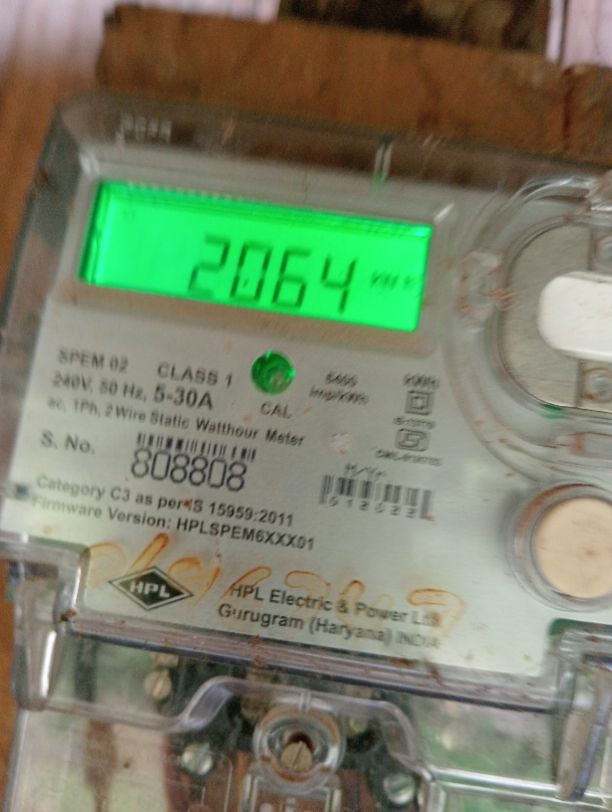 2064
SPEM 02 CLASS 1
240V, 50 Hz, 5-30A
CAL
ac, 1Ph, 2 Wire Static Watthour Meter
S. No.
808808
Category C3 as per IS 15959:2011
Firmware Version: HPLSPEM6XXX01
HPL
HPL Electric & Power Ltd
Gurugram (Haryana) INDIA